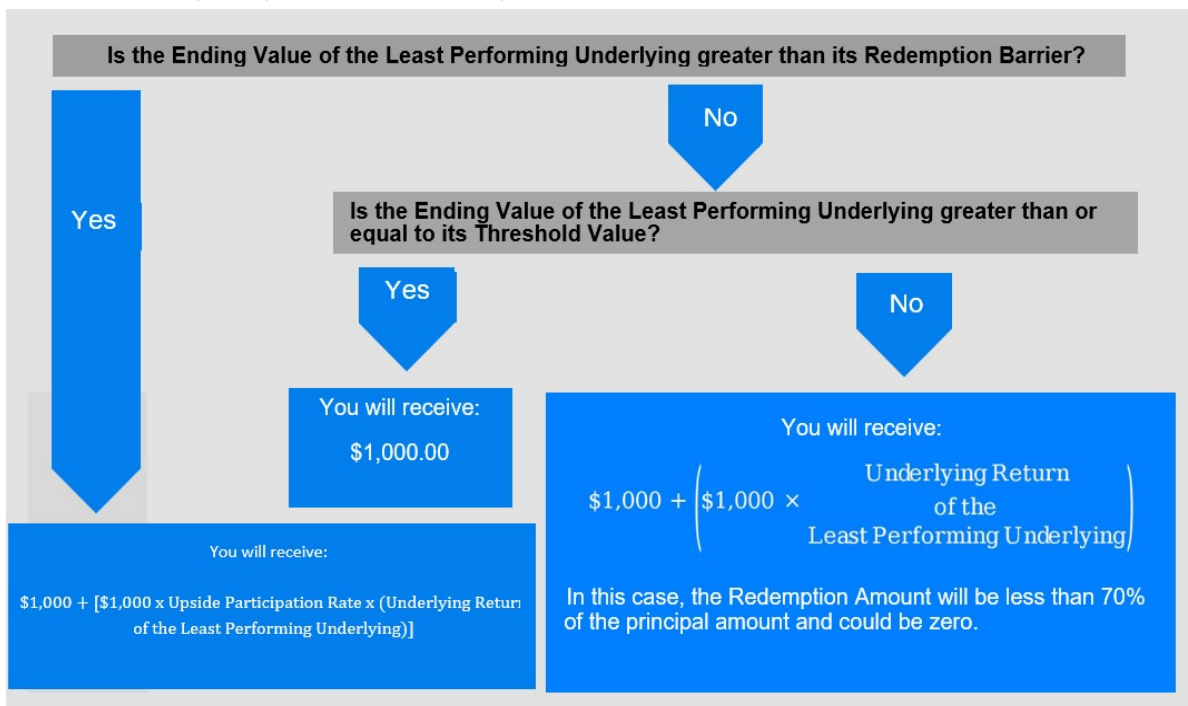 Is the Ending Value of the Least Performing Underlying greater than its Redemption Barrier?
No
Yes
Is the Ending Value of the Least Performing Underlying greater than or
equal to its Threshold Value?
Yes
No
You will receive:
$1,000.00
You will receive:
$1,000 + ($1,000 × Underlying Return
of the
Least Performing Underlying)
In this case, the Redemption Amount will be less than 70%
of the principal amount and could be zero.
You will receive:
$1,000 + [$1,000 x Upside Participation Rate x (Underlying Return
of the Least Performing Underlying)]